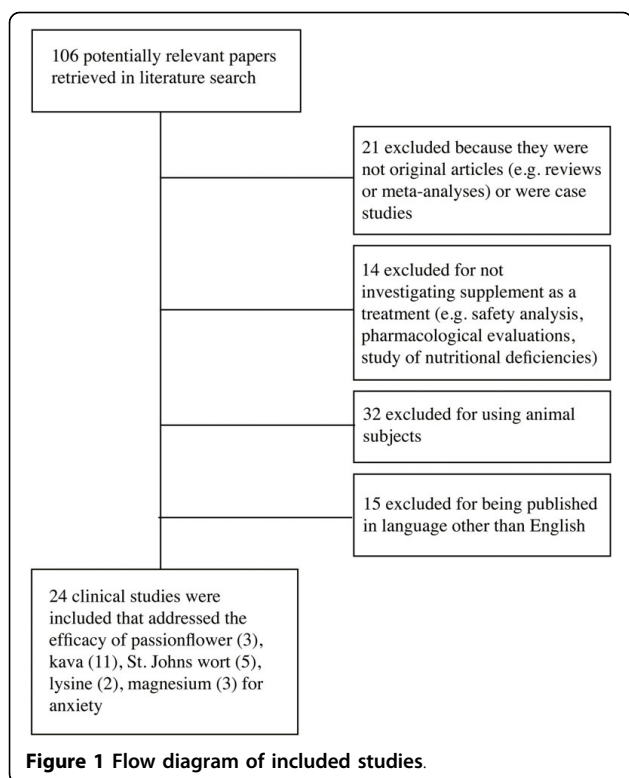 106 potentially relevant papers
retrieved in literature search
21 excluded because they were
not original articles (e.g. reviews
or meta-analyses) or were case
studies
14 excluded for not
investigating supplement as a
treatment (e.g. safety analysis,
pharmacological evaluations,
study of nutritional deficiencies)
32 excluded for using animal
subjects
15 excluded for being published
in language other than English
24 clinical studies were
included that addressed the
efficacy of passionflower (3),
kava (11), St. Johns wort (5),
lysine (2), magnesium (3) for
anxiety
Figure 1 Flow diagram of included studies.